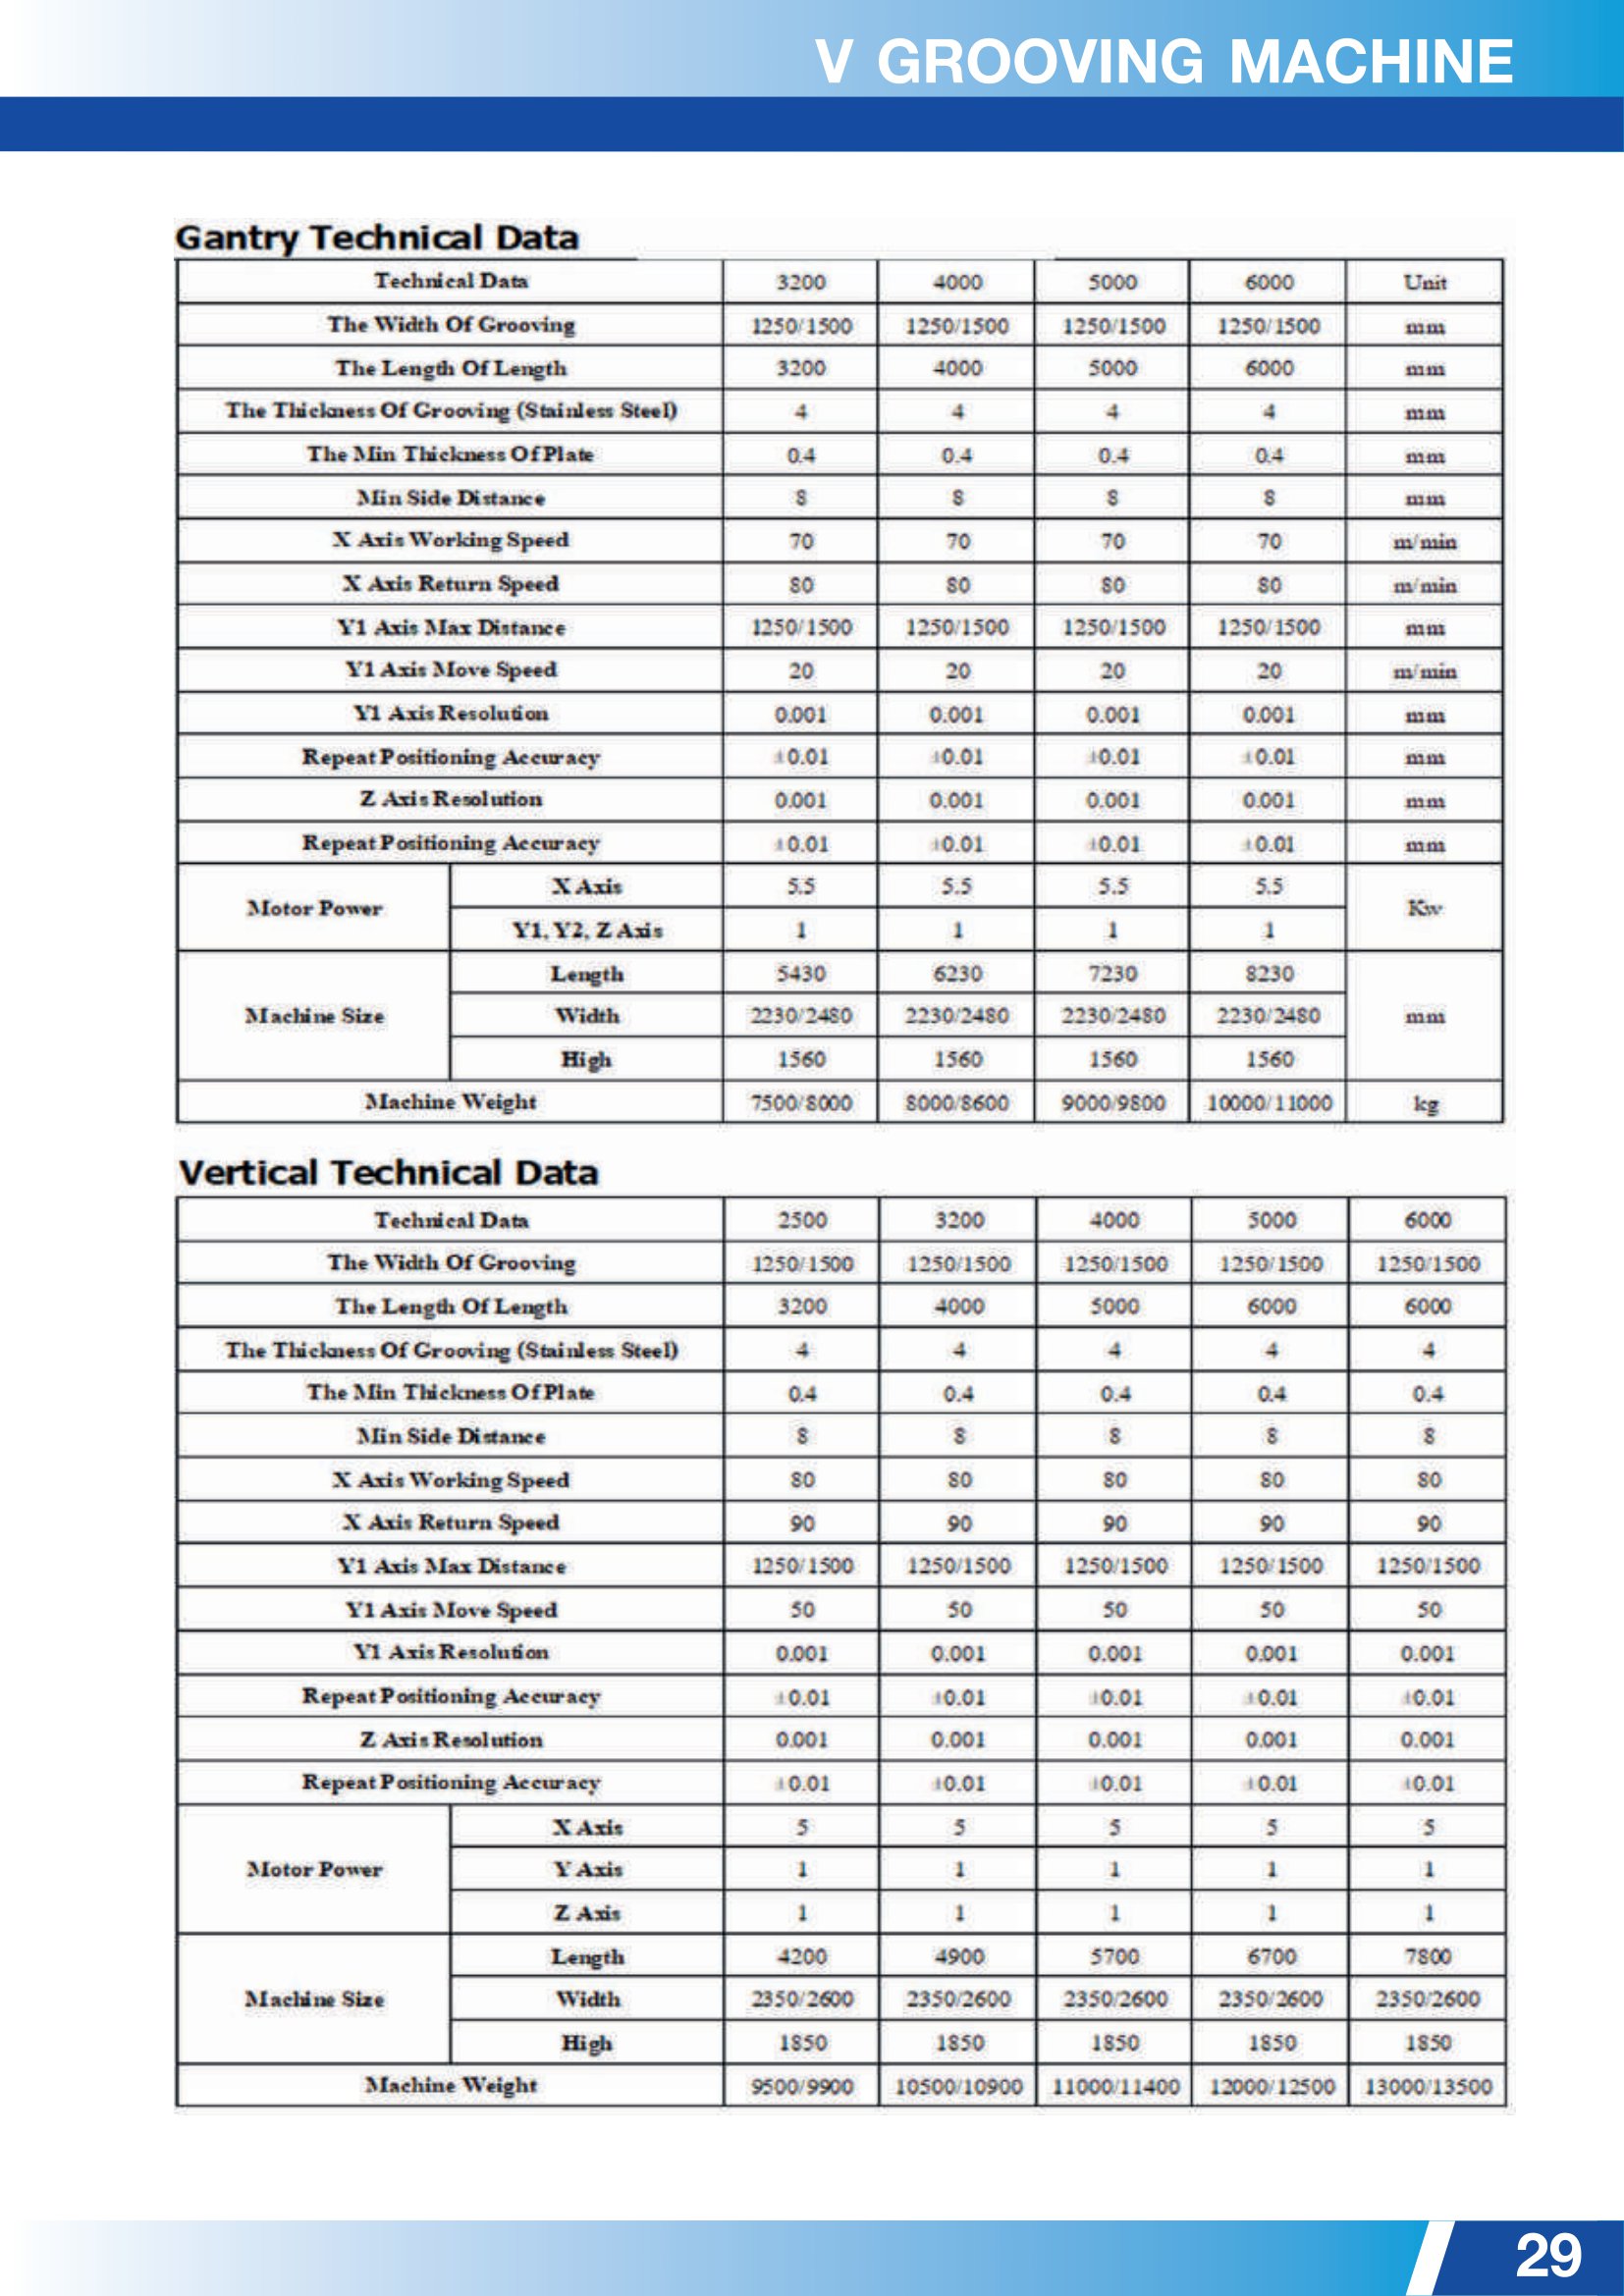 V GROOVING MACHINE
Gantry Technical Data
Technical Data 3200 4000 5000 6000 Unit
The Width Of Grooving 1250/1500 1250/1500 1250/1500 1250/1500 mm
The Length Of Length 3200 4000 5000 6000 mm
The Thickness Of Grooving (Stainless Steel) 4 4 4 4 mm
The Min Thickness Of Plate 0.4 0.4 0.4 0.4 mm
Min Side Distance 8 8 8 8 mm
X Axis Working Speed 70 70 70 70 m/min
X Axis Return Speed 80 80 80 80 m/min
Y1 Axis Max Distance 1250/1500 1250/1500 1250/1500 1250/1500 mm
Y1 Axis Move Speed 20 20 20 20 m/min
Y1 Axis Resolution 0.001 0.001 0.001 0.001 mm
Repeat Positioning Accuracy ±0.01 ±0.01 ±0.01 ±0.01 mm
Z Axis Resolution 0.001 0.001 0.001 0.001 mm
Repeat Positioning Accuracy ±0.01 ±0.01 ±0.01 ±0.01 mm
Motor Power X Axis 5.5 5.5 5.5 5.5 Kw
Y1, Y2, Z Axis 1 1 1 1
Machine Size Length 5430 6230 7230 8230 mm
Width 2230/2480 2230/2480 2230/2480 2230/2480
High 1560 1560 1560 1560
Machine Weight 7500/8000 8000/8600 9000/9800 10000/11000 kg
Vertical Technical Data
Technical Data 2500 3200 4000 5000 6000
The Width Of Grooving 1250/1500 1250/1500 1250/1500 1250/1500 1250/1500
The Length Of Length 3200 4000 5000 6000 6000
The Thickness Of Grooving (Stainless Steel) 4 4 4 4 4
The Min Thickness Of Plate 0.4 0.4 0.4 0.4 0.4
Min Side Distance 8 8 8 8 8
X Axis Working Speed 80 80 80 80 80
X Axis Return Speed 90 90 90 90 90
Y1 Axis Max Distance 1250/1500 1250/1500 1250/1500 1250/1500 1250/1500
Y1 Axis Move Speed 50 50 50 50 50
Y1 Axis Resolution 0.001 0.001 0.001 0.001 0.001
Repeat Positioning Accuracy ±0.01 ±0.01 ±0.01 ±0.01 ±0.01
Z Axis Resolution 0.001 0.001 0.001 0.001 0.001
Repeat Positioning Accuracy ±0.01 ±0.01 ±0.01 ±0.01 ±0.01
Motor Power X Axis 5 5 5 5 5
Y Axis 1 1 1 1 1
Z Axis 1 1 1 1 1
Machine Size Length 4200 4900 5700 6700 7800
Width 2350/2600 2350/2600 2350/2600 2350/2600 2350/2600
High 1850 1850 1850 1850 1850
Machine Weight 9500/9900 10500/10900 11000/11400 12000/12500 13000/13500
29